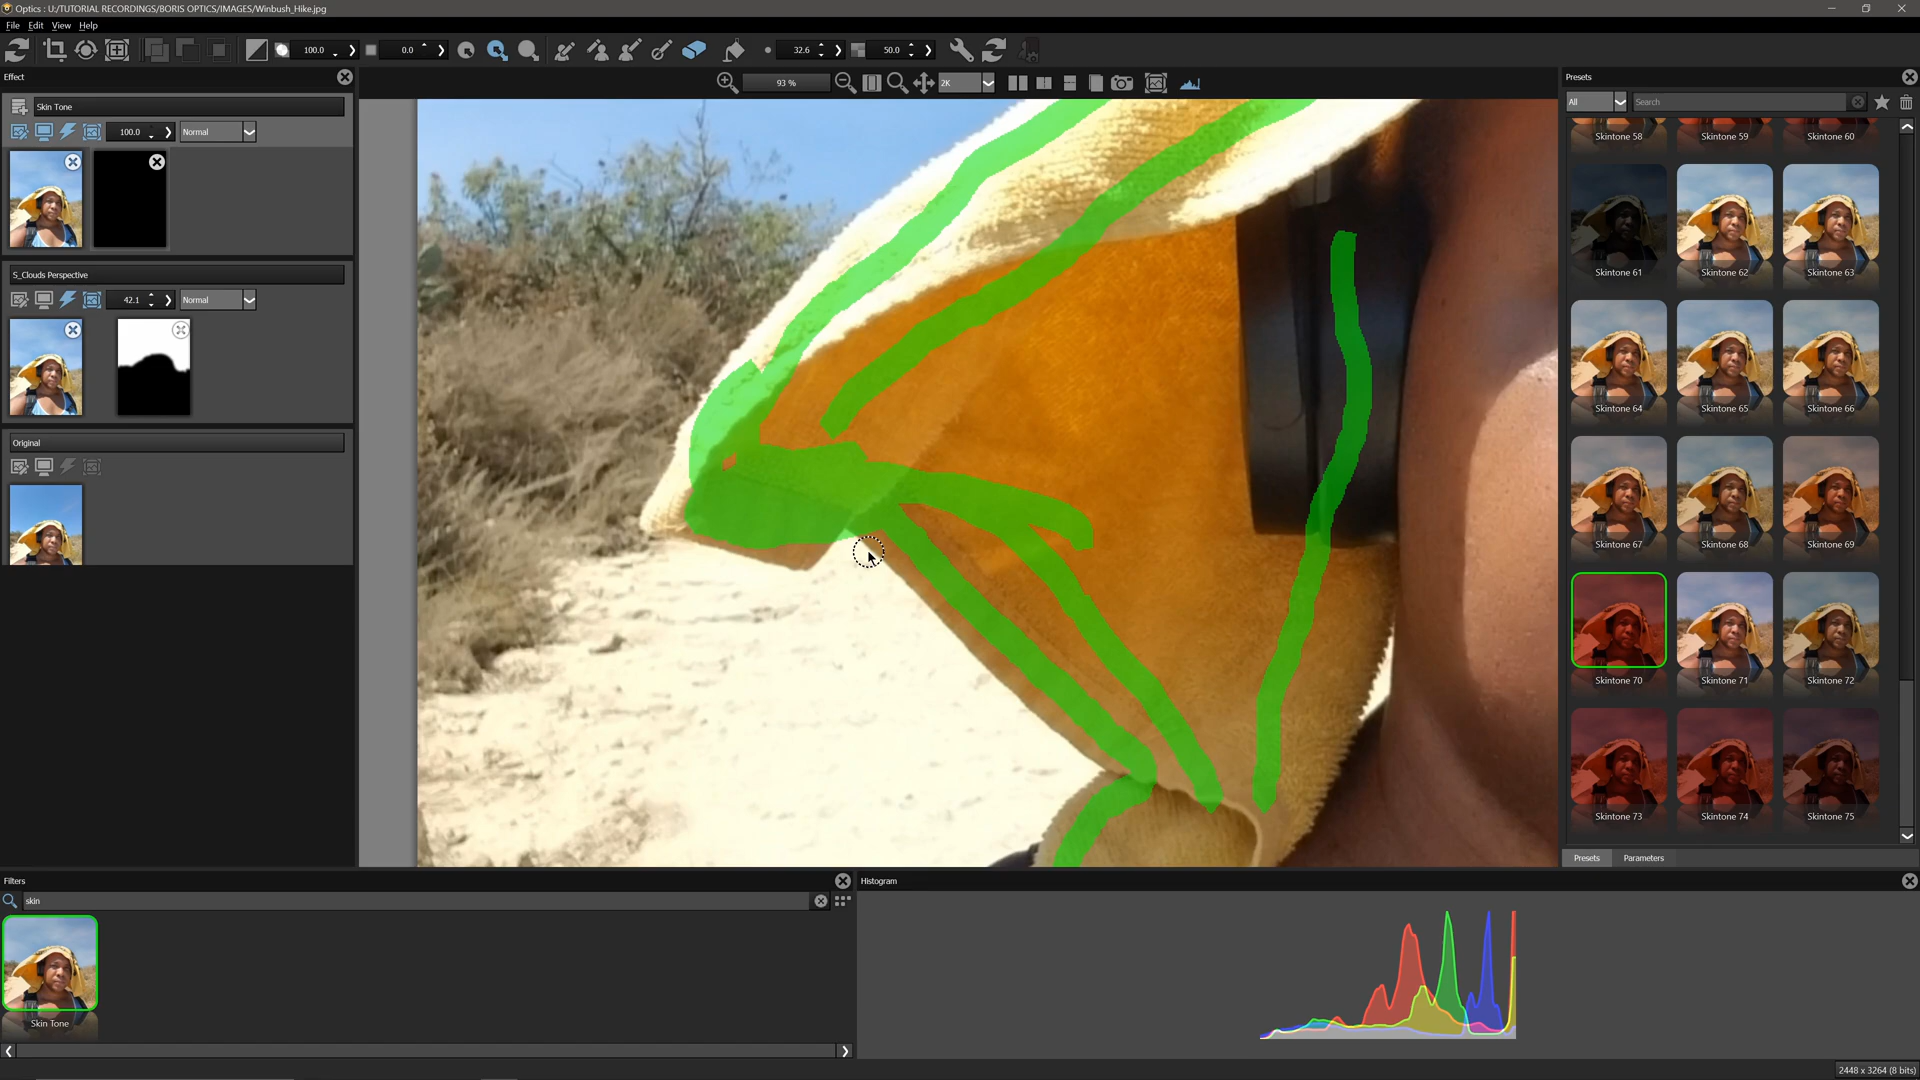 Optics : U:/TUTORIAL RECORDINGS/BORIS OPTICS/IMAGES/Winbush_Hike.jpg
File Edit View Help
100.0 0.0 32.6 50.0
Effect
93 %
2K
Presets
All Search
Skin Tone
100.0 Normal
S_Clouds Perspective
42.1 Normal
Original
Skintone 58 Skintone 59 Skintone 60
Skintone 61 Skintone 62 Skintone 63
Skintone 64 Skintone 65 Skintone 66
Skintone 67 Skintone 68 Skintone 69
Skintone 70 Skintone 71 Skintone 72
Skintone 73 Skintone 74 Skintone 75
Presets Parameters
Filters
skin
Skin Tone
Histogram
2448 x 3264 (8 bits)